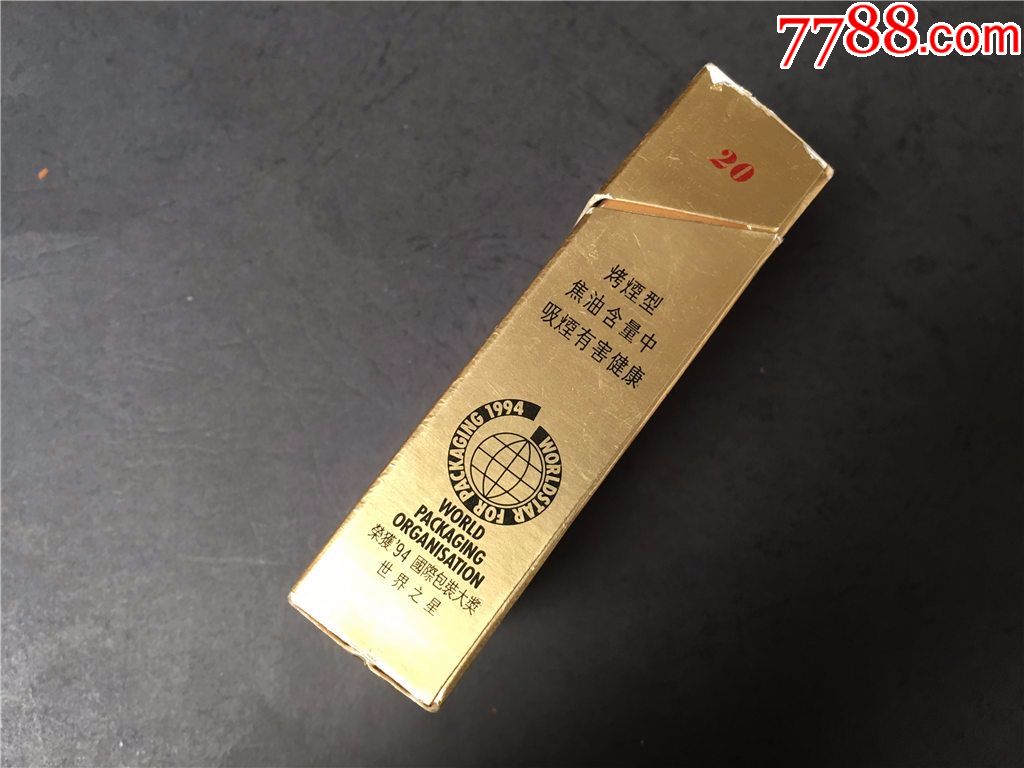 7788.com
20
烤煙型
焦油含量中
吸煙有害健康
WORLDSTAR FOR PACKAGING 1994
WORLD
PACKAGING
ORGANISATION
榮獲'94 國際包裝大獎
世界之星